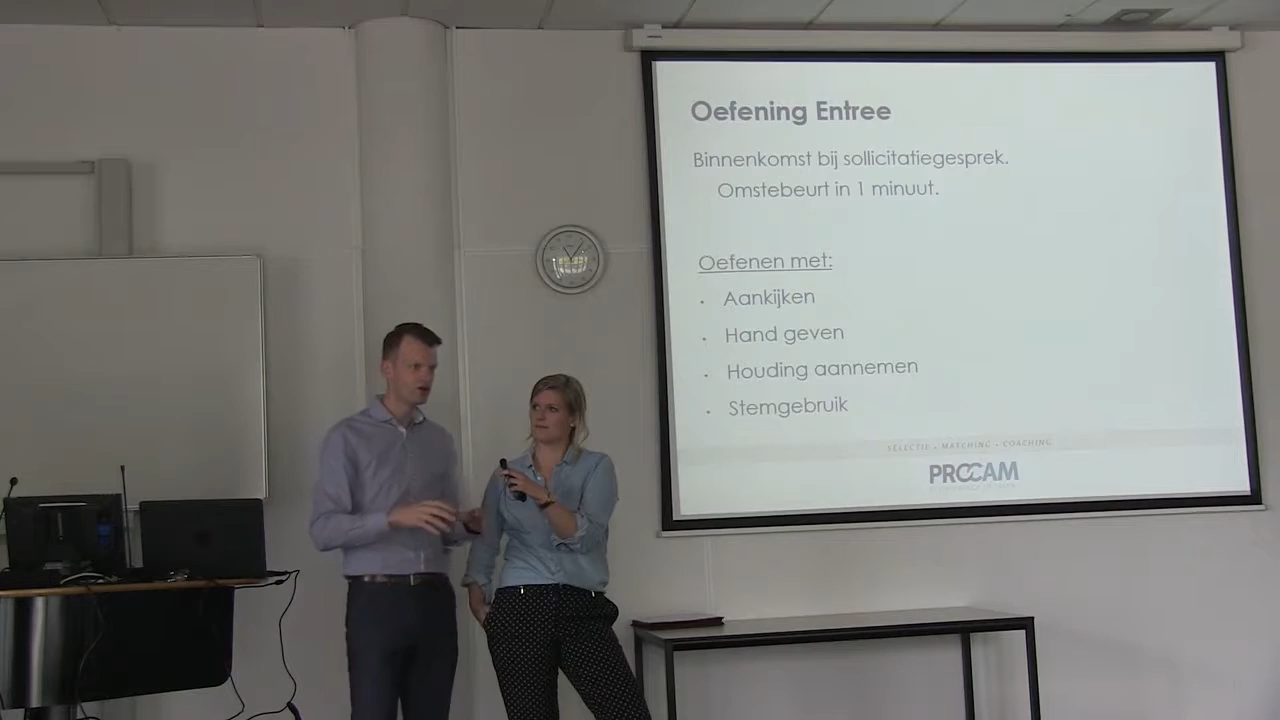 Oefening Entree
Binnenkomst bij sollicitatiegesprek.
Omstebeurt in 1 minuut.
Oefenen met:
• Aankijken
• Hand geven
• Houding aannemen
• Stemgebruik
SELECTIE • MATCHING • COACHING
PROCAM